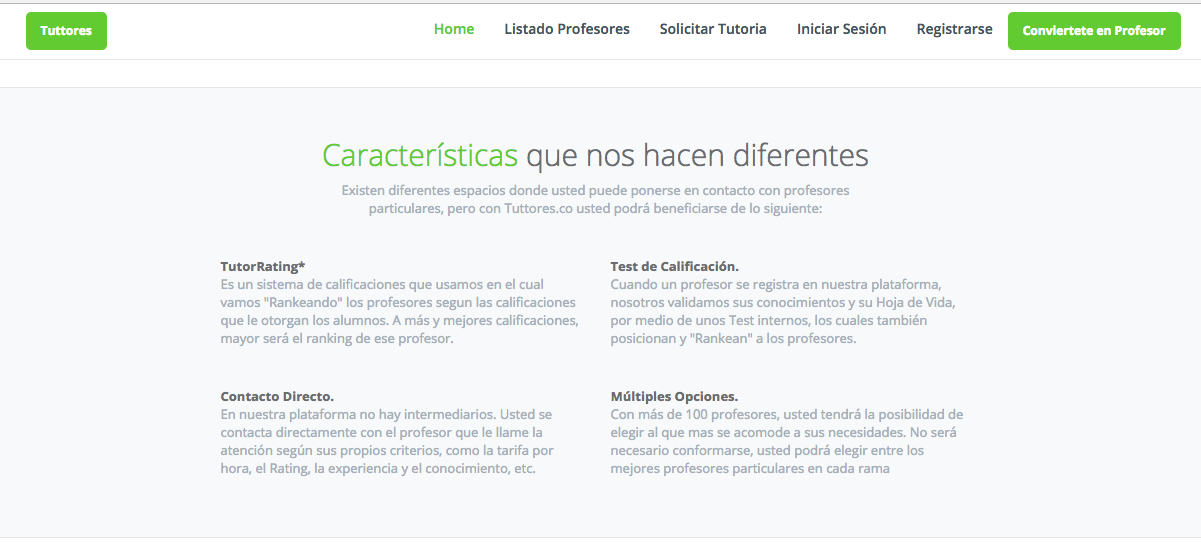 Tuttores
Home
Listado Profesores
Solicitar Tutoria
Iniciar Sesión
Registrarse
Conviertete en Profesor
Características que nos hacen diferentes
Existen diferentes espacios donde usted puede ponerse en contacto con profesores
particulares, pero con Tuttores.co usted podrá beneficiarse de lo siguiente:
TutorRating*
Es un sistema de calificaciones que usamos en el cual
vamos "Rankeando" los profesores segun las calificaciones
que le otorgan los alumnos. A más y mejores calificaciones,
mayor será el ranking de ese profesor.
Test de Calificación.
Cuando un profesor se registra en nuestra plataforma,
nosotros validamos sus conocimientos y su Hoja de Vida,
por medio de unos Test internos, los cuales también
posicionan y "Rankean" a los profesores.
Contacto Directo.
En nuestra plataforma no hay intermediarios. Usted se
contacta directamente con el profesor que le llame la
atención según sus propios criterios, como la tarifa por
hora, el Rating, la experiencia y el conocimiento, etc.
Múltiples Opciones.
Con más de 100 profesores, usted tendrá la posibilidad de
elegir al que mas se acomode a sus necesidades. No será
necesario conformarse, usted podrá elegir entre los
mejores profesores particulares en cada rama